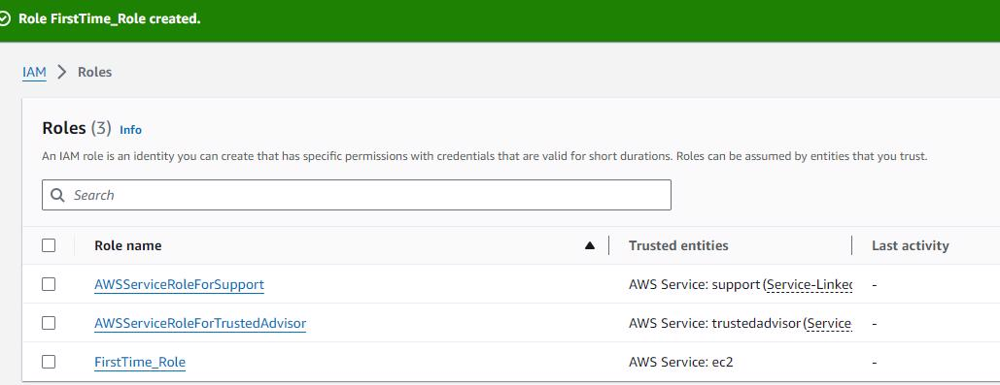 Role FirstTime_Role created.
IAM > Roles
Roles (3) Info
An IAM role is an identity you can create that has specific permissions with credentials that are valid for short durations. Roles can be assumed by entities that you trust.
Search
Role name Trusted entities Last activity
AWSServiceRoleForSupport AWS Service: support (Service-Linked -
AWSServiceRoleForTrustedAdvisor AWS Service: trustedadvisor (Service -
FirstTime_Role AWS Service: ec2 -